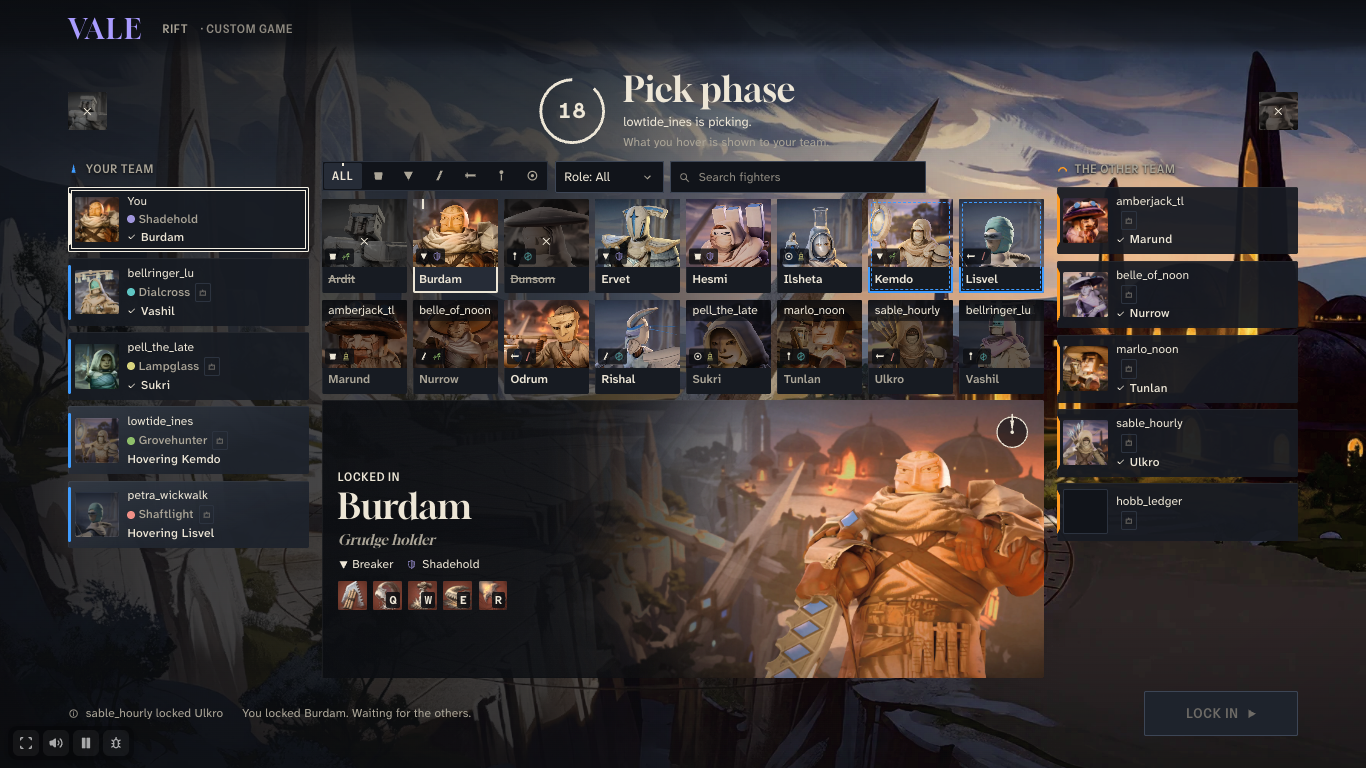 VALE RIFT · CUSTOM GAME
18
Pick phase
lowtide_ines is picking.
What you hover is shown to your team.
YOUR TEAM
You
Shadehold
Burdam
bellringer_lu
Dialcross
Vashil
pell_the_late
Lampglass
Sukri
lowtide_ines
Grovehunter
Hovering Kemdo
petra_wickwalk
Shaftlight
Hovering Lisvel
ALL
Role: All
Search fighters
Ardit
Burdam
Dunsom
Ervet
Hesmi
Ilsheta
Kemdo
Lisvel
amberjack_tl
belle_of_noon
pell_the_late
marlo_noon
sable_hourly
bellringer_lu
Marund
Nurrow
Odrum
Rishal
Sukri
Tunlan
Ulkro
Vashil
LOCKED IN
Burdam
Grudge holder
Breaker
Shadehold
Q
W
E
R
THE OTHER TEAM
amberjack_tl
Marund
belle_of_noon
Nurrow
marlo_noon
Tunlan
sable_hourly
Ulkro
hobb_ledger
sable_hourly locked Ulkro
You locked Burdam. Waiting for the others.
LOCK IN